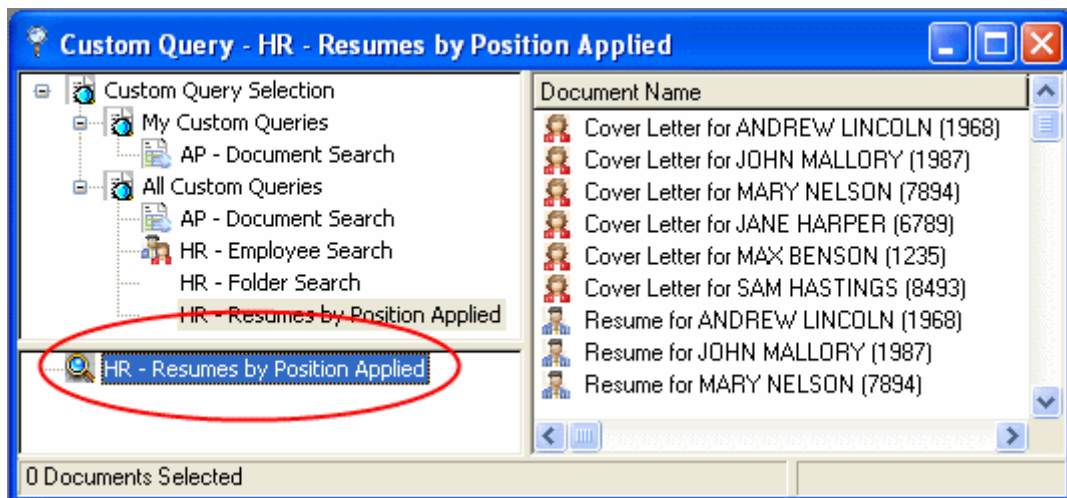 Custom Query - HR - Resumes by Position Applied
Custom Query Selection
My Custom Queries
AP - Document Search
All Custom Queries
AP - Document Search
HR - Employee Search
HR - Folder Search
HR - Resumes by Position Applied
HR - Resumes by Position Applied
Document Name
Cover Letter for ANDREW LINCOLN (1968)
Cover Letter for JOHN MALLORY (1987)
Cover Letter for MARY NELSON (7894)
Cover Letter for JANE HARPER (6789)
Cover Letter for MAX BENSON (1235)
Cover Letter for SAM HASTINGS (8493)
Resume for ANDREW LINCOLN (1968)
Resume for JOHN MALLORY (1987)
Resume for MARY NELSON (7894)
0 Documents Selected